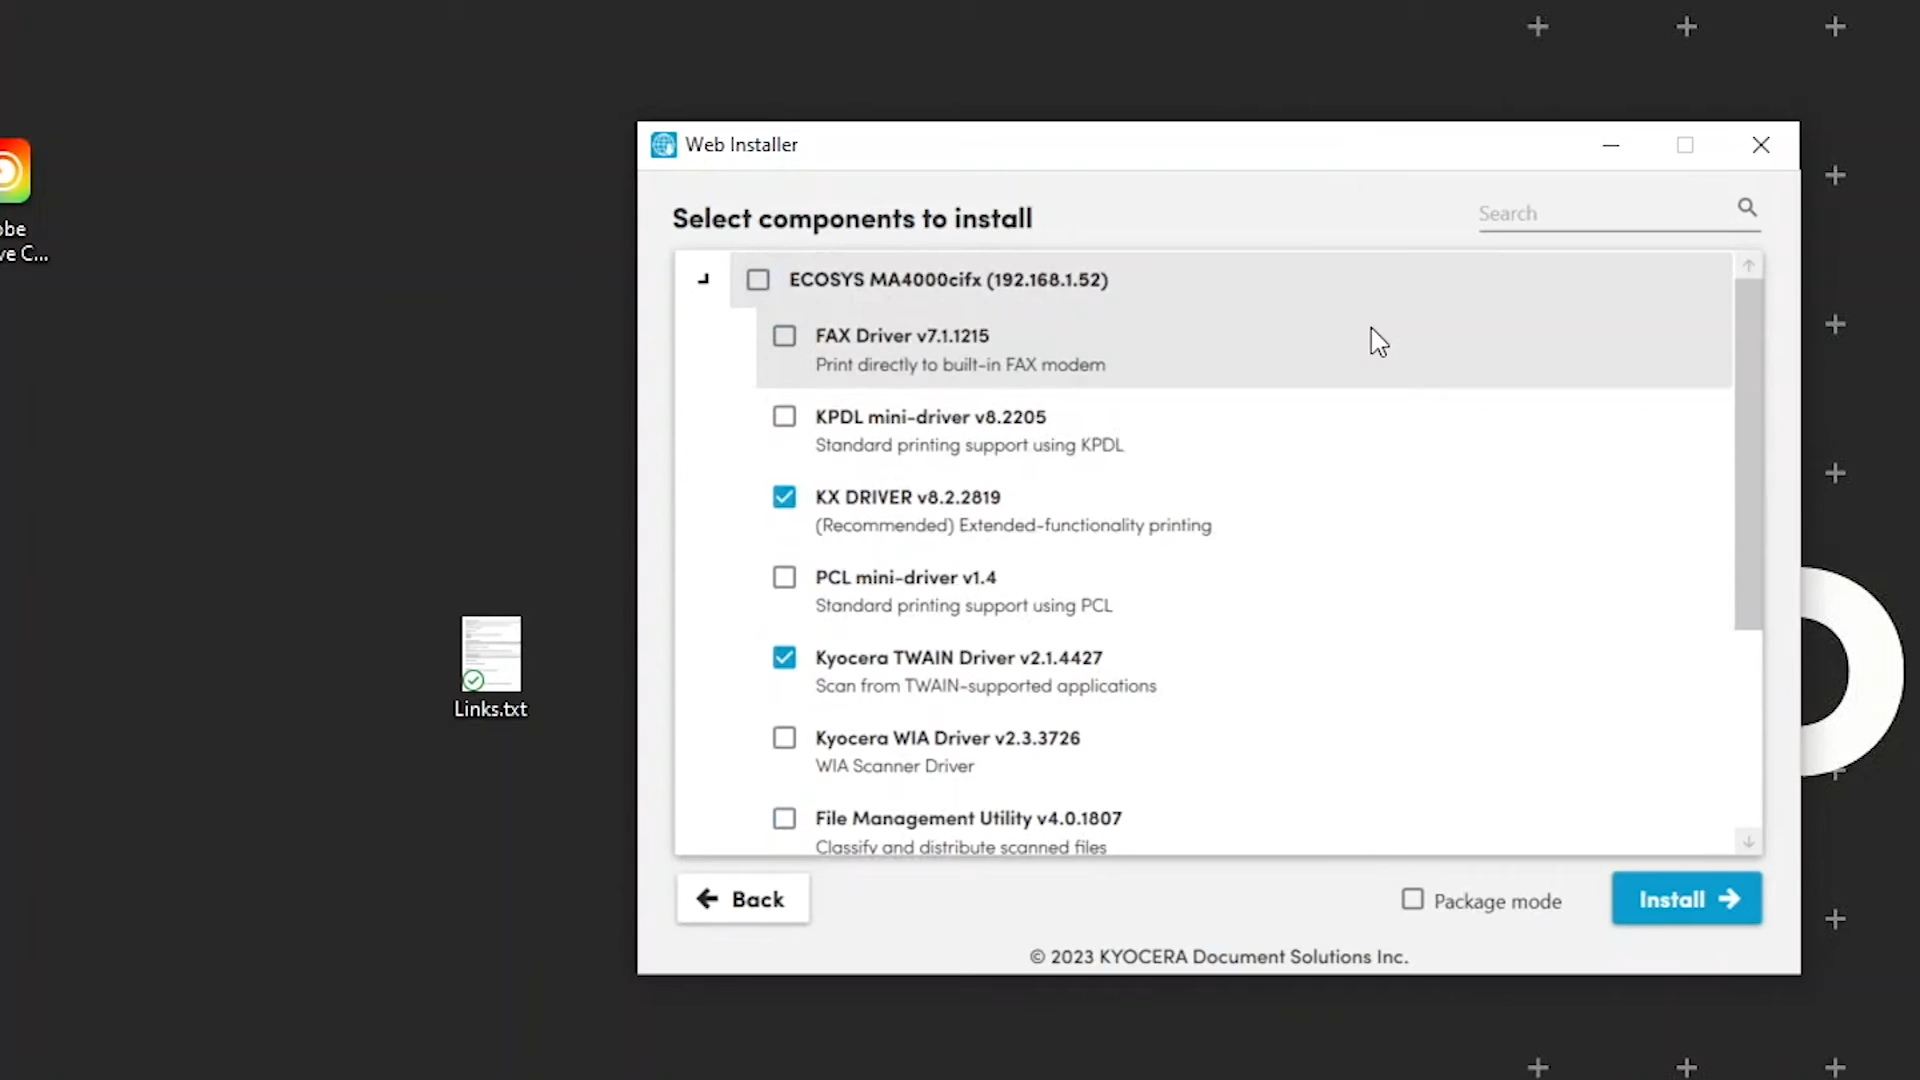 Web Installer
Select components to install
Search
ECOSYS MA4000cifx (192.168.1.52)
FAX Driver v7.1.1215
Print directly to built-in FAX modem
KPDL mini-driver v8.2205
Standard printing support using KPDL
KX DRIVER v8.2.2819
(Recommended) Extended-functionality printing
PCL mini-driver v1.4
Standard printing support using PCL
Kyocera TWAIN Driver v2.1.4427
Scan from TWAIN-supported applications
Kyocera WIA Driver v2.3.3726
WIA Scanner Driver
File Management Utility v4.0.1807
Classify and distribute scanned files
Back
Package mode
Install
© 2023 KYOCERA Document Solutions Inc.
obe
ve C...
Links.txt